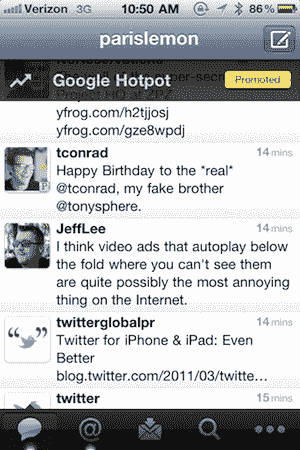 Verizon 3G 10:50 AM 86%
parislemon
Google Hotpot Promoted
yfrog.com/h2tjjosj
yfrog.com/gze8wpdj
tconrad 14 mins
Happy Birthday to the *real*
@tconrad, my fake brother
@tonysphere.
JeffLee 14 mins
I think video ads that autoplay below
the fold where you can't see them
are quite possibly the most annoying
thing on the Internet.
twitterglobalpr 14 mins
Twitter for iPhone & iPad: Even
Better
blog.twitter.com/2011/03/twitte…
twitter 15 mins